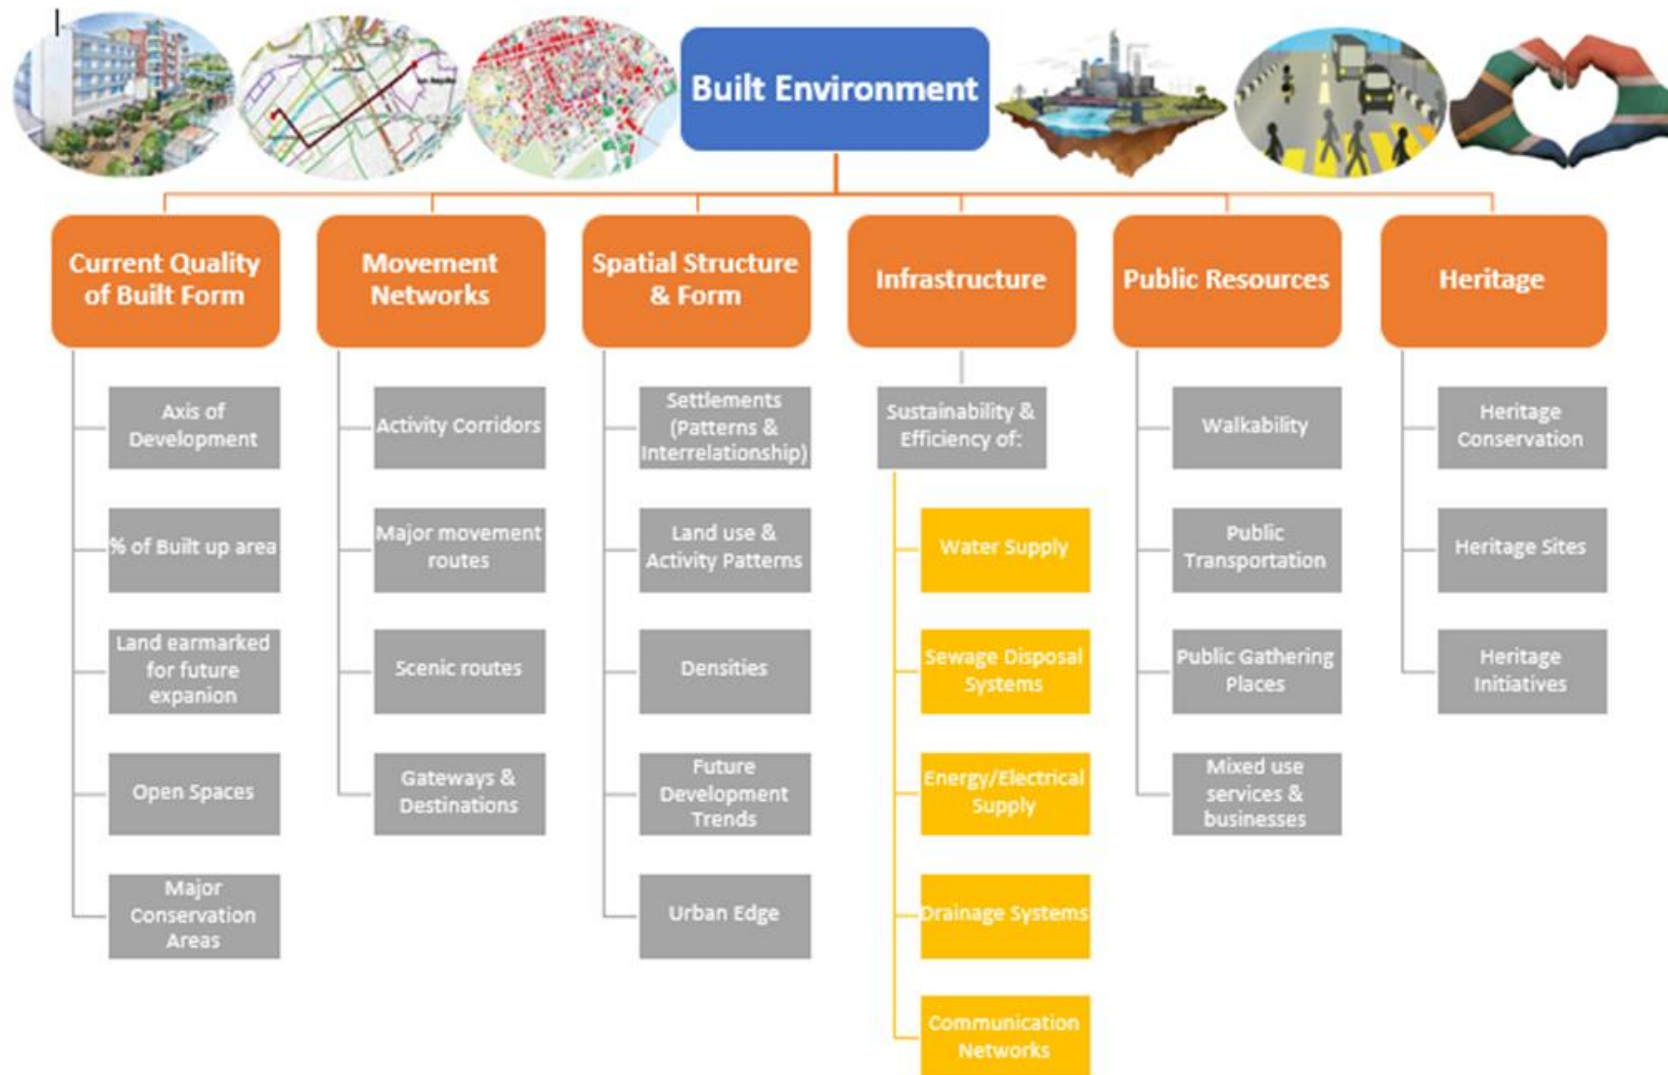 Built Environment
Current Quality
of Built Form
Axis of
Development
% of Built up area
Land earmarked
for future
expanion
Open Spaces
Major
Conservation
Areas
Movement
Networks
Activity Corridors
Major movement
routes
Scenic routes
Gateways &
Destinations
Spatial Structure
& Form
Settlements
(Patterns &
Interrelationship)
Land use &
Activity Patterns
Densities
Future
Development
Trends
Urban Edge
Infrastructure
Sustainability &
Efficiency of:
Water Supply
Sewage Disposal
Systems
Energy/Electrical
Supply
Drainage Systems
Communication
Networks
Public Resources
Walkability
Public
Transportation
Public Gathering
Places
Mixed use
services &
businesses
Heritage
Heritage
Conservation
Heritage Sites
Heritage
Initiatives